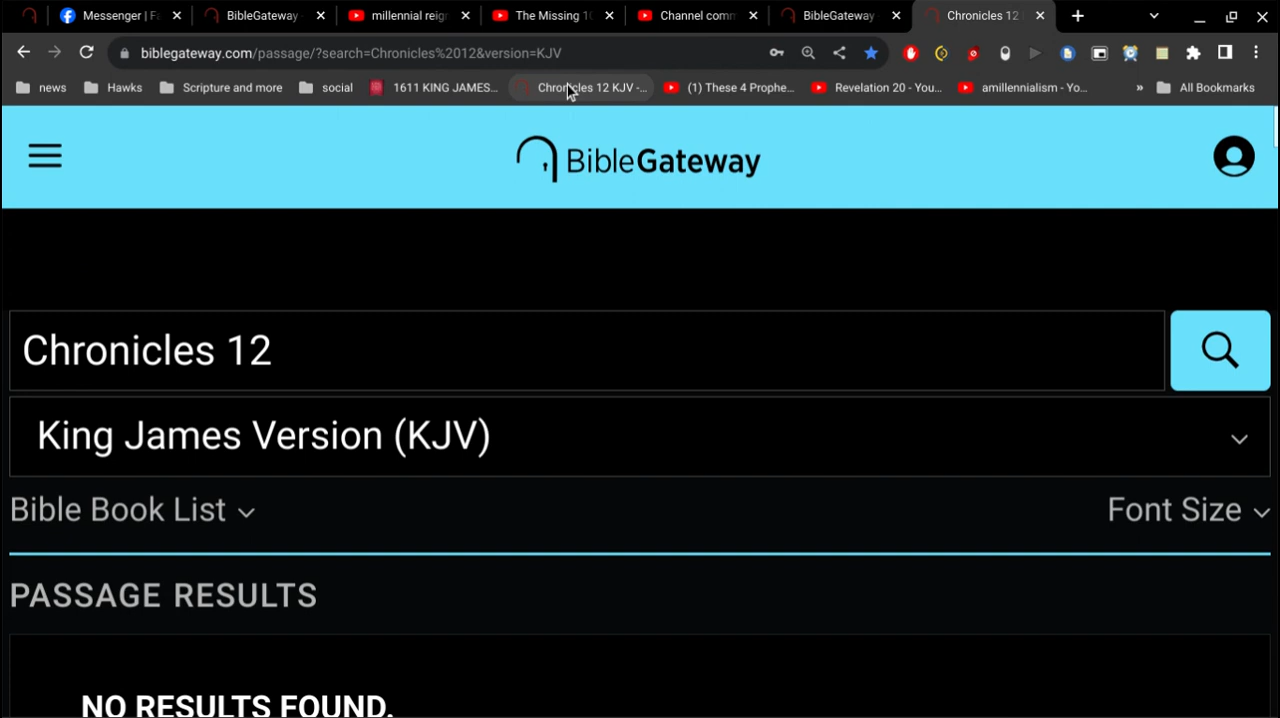 Messenger | Fa
BibleGateway
millennial reig
The Missing 10
Channel comm
BibleGateway
Chronicles 12
biblegateway.com/passage/?search=Chronicles%2012&version=KJV
news
Hawks
Scripture and more
social
1611 KING JAMES...
Chronicles 12 KJV -...
(1) These 4 Prophe...
Revelation 20 - You...
amillennialism - Yo...
»
All Bookmarks
BibleGateway
Chronicles 12
King James Version (KJV)
Bible Book List
Font Size
PASSAGE RESULTS
NO RESULTS FOUND.